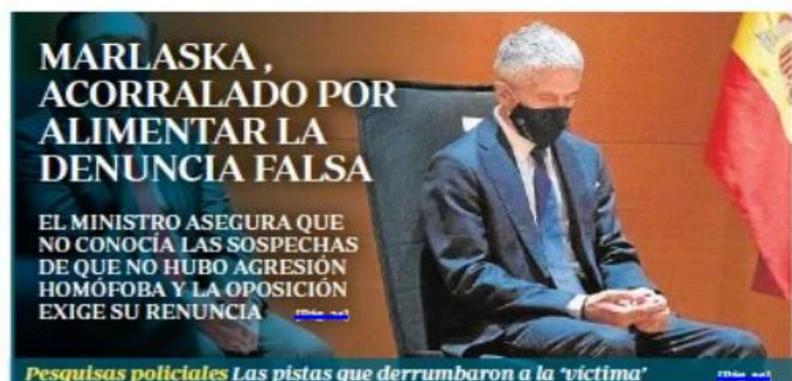 MARLASKA ,
ACORRALADO POR
ALIMENTAR LA
DENUNCIA FALSA
EL MINISTRO ASEGURA QUE
NO CONOCÍA LAS SOSPECHAS
DE QUE NO HUBO AGRESIÓN
HOMÓFOBA Y LA OPOSICIÓN
EXIGE SU RENUNCIA
Pesquisas policiales Las pistas que derrumbaron a la "víctima"